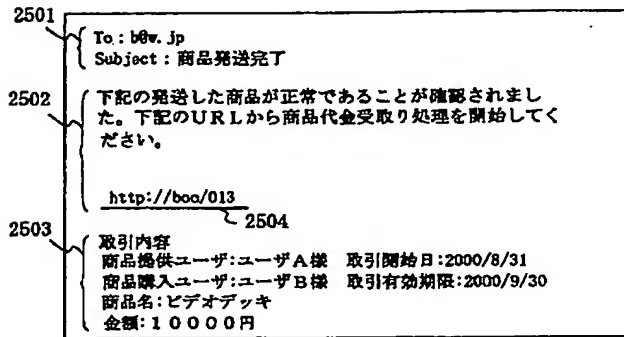 2501
To：b@w.jp
Subject：商品発送完了
2502
下記の発送した商品が正常であることが確認されまし
た。下記のＵＲＬから商品代金受取り処理を開始してく
ださい。
http://boo/013
2504
2503
取引内容
商品提供ユーザ：ユーザＡ様　取引開始日：2000/8/31
商品購入ユーザ：ユーザＢ様　取引有効期限：2000/9/30
商品名：ビデオデッキ
金額：１００００円